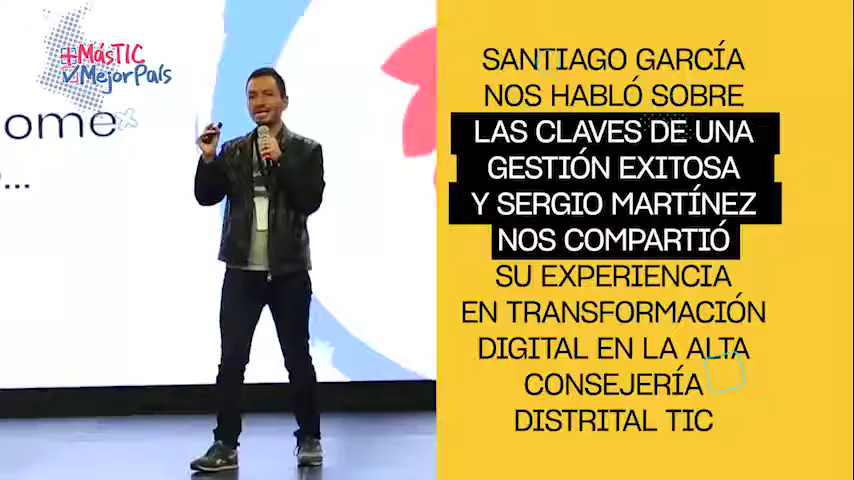 +MásTIC
MejorPaís
ome
...
SANTIAGO GARCÍA
NOS HABLÓ SOBRE
LAS CLAVES DE UNA
GESTIÓN EXITOSA
Y SERGIO MARTÍNEZ
NOS COMPARTIÓ
SU EXPERIENCIA
EN TRANSFORMACIÓN
DIGITAL EN LA ALTA
CONSEJERÍA
DISTRITAL TIC